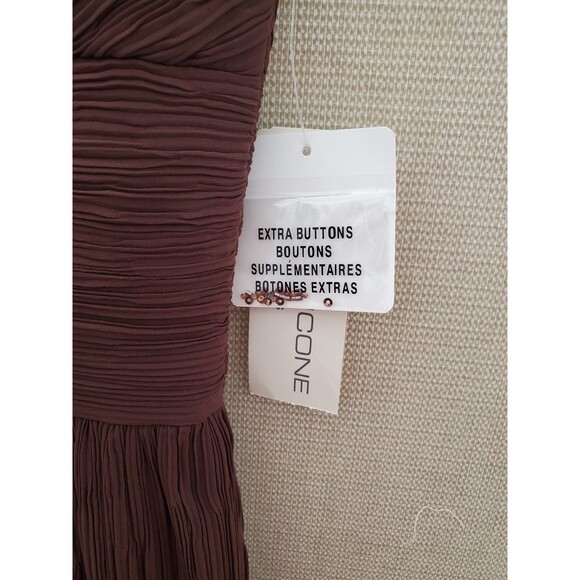 EXTRA BUTTONS
BOUTONS
SUPPLÉMENTAIRES
BOTONES EXTRAS
CONE